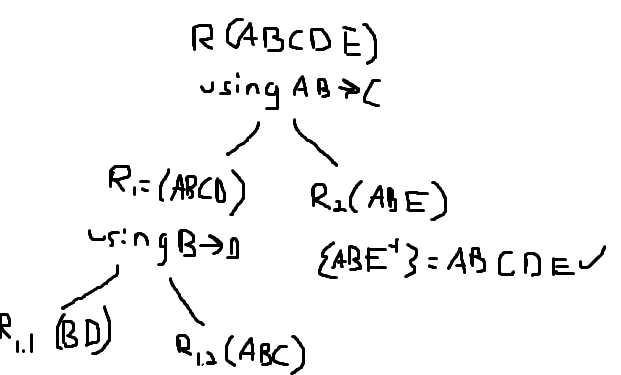 R(ABCDE)
using AB→C
R₁=(ABCD)
R₂(ABE)
using B→D
{ABE⁺}=ABCDE✓
R₁.₁(BD)
R₁.₂(ABC)